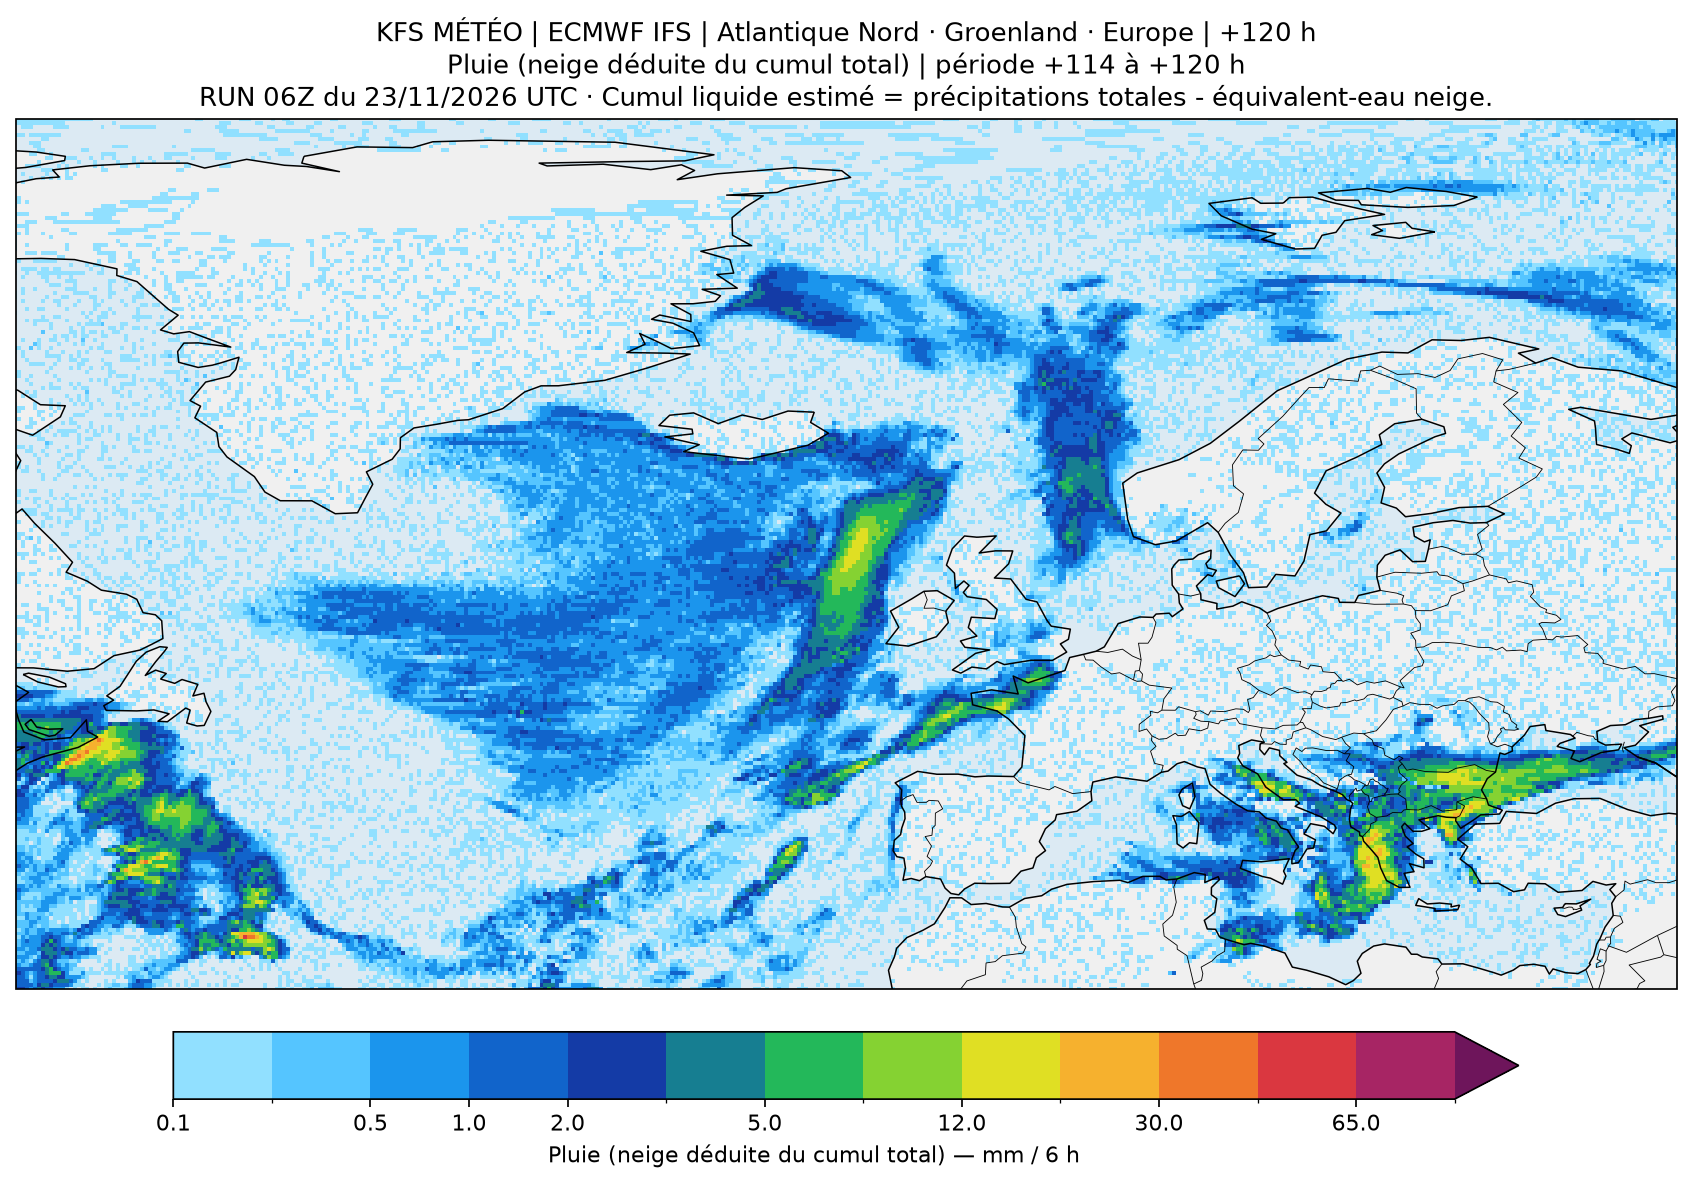 KFS MÉTÉO | ECMWF IFS | Atlantique Nord · Groenland · Europe | +120 h
Pluie (neige déduite du cumul total) | période +114 à +120 h
RUN 06Z du 23/11/2026 UTC · Cumul liquide estimé = précipitations totales - équivalent-eau neige.
0.1 0.5 1.0 2.0 5.0 12.0 30.0 65.0
Pluie (neige déduite du cumul total) — mm / 6 h